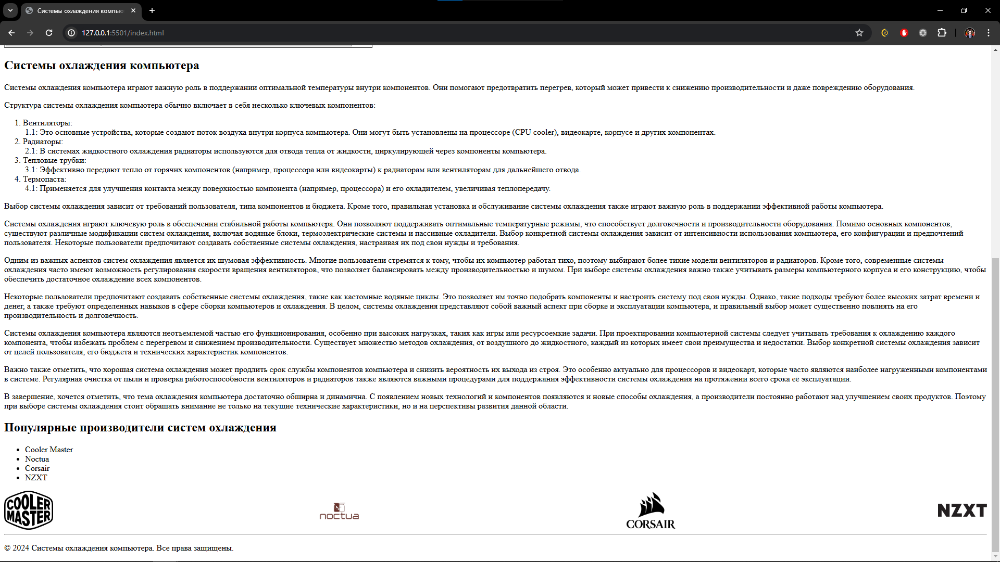 Системы охлаждения компью
127.0.0.1:5501/index.html
Системы охлаждения компьютера
Системы охлаждения компьютера играют важную роль в поддержании оптимальной температуры внутри компонентов. Они помогают предотвратить перегрев, который может привести к снижению производительности и даже повреждению оборудования.
Структура системы охлаждения компьютера обычно включает в себя несколько ключевых компонентов:
1. Вентиляторы:
1.1: Это основные устройства, которые создают поток воздуха внутри корпуса компьютера. Они могут быть установлены на процессоре (CPU cooler), видеокарте, корпусе и других компонентах.
2. Радиаторы:
2.1: В системах жидкостного охлаждения радиаторы используются для отвода тепла от жидкости, циркулирующей через компоненты компьютера.
3. Тепловые трубки:
3.1: Эффективно передают тепло от горячих компонентов (например, процессора или видеокарты) к радиаторам или вентиляторам для дальнейшего отвода.
4. Термопаста:
4.1: Применяется для улучшения контакта между поверхностью компонента (например, процессора) и его охладителем, увеличивая теплопередачу.
Выбор системы охлаждения зависит от требований пользователя, типа компонентов и бюджета. Кроме того, правильная установка и обслуживание системы охлаждения также играют важную роль в поддержании эффективной работы компьютера.
Системы охлаждения играют ключевую роль в обеспечении стабильной работы компьютера. Они позволяют поддерживать оптимальные температурные режимы, что способствует долговечности и производительности оборудования. Помимо основных компонентов,
существуют различные модификации систем охлаждения, включая водяные блоки, термоэлектрические системы и пассивные охладители. Выбор конкретной системы охлаждения зависит от интенсивности использования компьютера, его конфигурации и предпочтений
пользователя. Некоторые пользователи предпочитают создавать собственные системы охлаждения, настраивая их под свои нужды и требования.
Одним из важных аспектов систем охлаждения является их шумовая эффективность. Многие пользователи стремятся к тому, чтобы их компьютер работал тихо, поэтому выбирают более тихие модели вентиляторов и радиаторов. Кроме того, современные системы
охлаждения часто имеют возможность регулирования скорости вращения вентиляторов, что позволяет балансировать между производительностью и шумом. При выборе системы охлаждения важно также учитывать размеры компьютерного корпуса и его конструкцию, чтобы
обеспечить достаточное охлаждение всех компонентов.
Некоторые пользователи предпочитают создавать собственные системы охлаждения, такие как кастомные водяные циклы. Это позволяет им точно подобрать компоненты и настроить систему под свои нужды. Однако, такие подходы требуют более высоких затрат времени и
денег, а также требуют определенных навыков в сфере сборки компьютеров и охлаждения. В целом, системы охлаждения представляют собой важный аспект при сборке и эксплуатации компьютера, и правильный выбор может существенно повлиять на его
производительность и долговечность.
Системы охлаждения компьютера являются неотъемлемой частью его функционирования, особенно при высоких нагрузках, таких как игры или ресурсоемкие задачи. При проектировании компьютерной системы следует учитывать требования к охлаждению каждого
компонента, чтобы избежать проблем с перегревом и снижением производительности. Существует множество методов охлаждения, от воздушного до жидкостного, каждый из которых имеет свои преимущества и недостатки. Выбор конкретной системы охлаждения зависит
от целей пользователя, его бюджета и технических характеристик компонентов.
Важно также отметить, что хорошая система охлаждения может продлить срок службы компонентов компьютера и снизить вероятность их выхода из строя. Это особенно актуально для процессоров и видеокарт, которые часто являются наиболее нагруженными компонентами
в системе. Регулярная очистка от пыли и проверка работоспособности вентиляторов и радиаторов также являются важными процедурами для поддержания эффективности системы охлаждения на протяжении всего срока её эксплуатации.
В завершение, хочется отметить, что тема охлаждения компьютера достаточно обширна и динамична. С появлением новых технологий и компонентов появляются и новые способы охлаждения, а производители постоянно работают над улучшением своих продуктов. Поэтому
при выборе системы охлаждения стоит обращать внимание не только на текущие технические характеристики, но и на перспективы развития данной области.
Популярные производители систем охлаждения
Cooler Master
Noctua
Corsair
NZXT
COOLER
MASTER
noctua
CORSAIR
NZXT
© 2024 Системы охлаждения компьютера. Все права защищены.